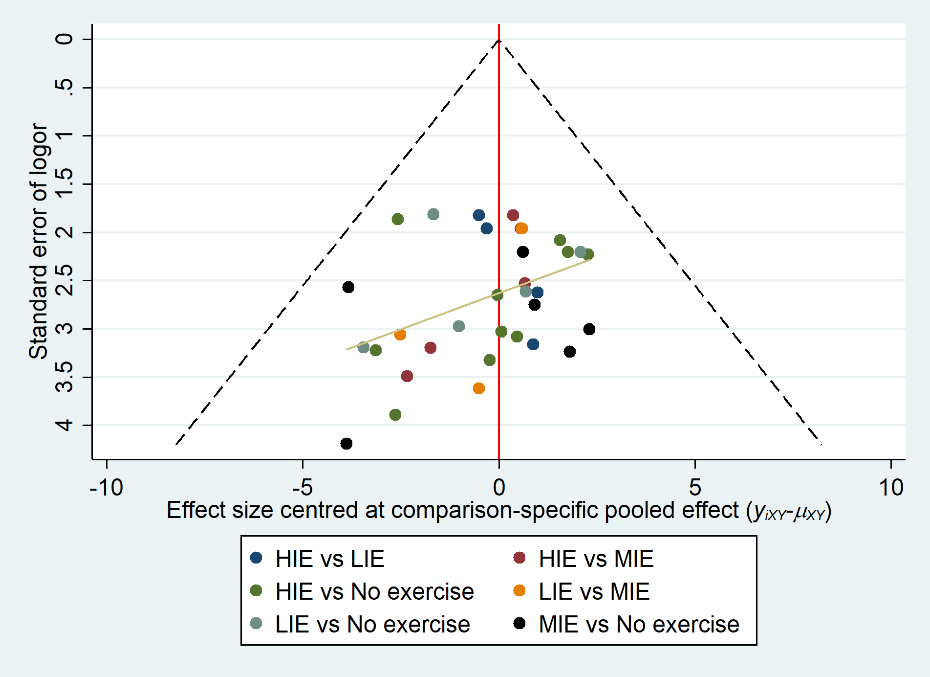 0
.5
1
1.5
2
2.5
3
3.5
4
Standard error of logor
-10 -5 0 5 10
Effect size centred at comparison-specific pooled effect (yiXY-μXY)
HIE vs LIE HIE vs MIE
HIE vs No exercise LIE vs MIE
LIE vs No exercise MIE vs No exercise